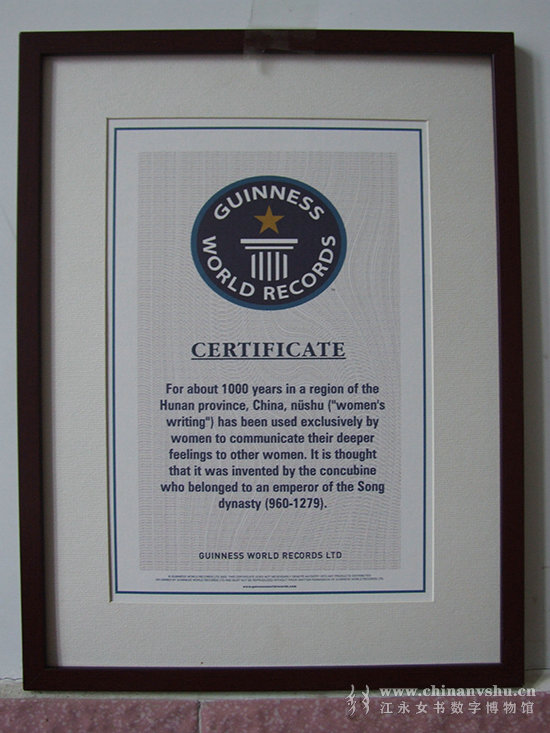 GUINNESS
WORLD RECORDS
CERTIFICATE
For about 1000 years in a region of the
Hunan province, China, nüshu ("women's
writing") has been used exclusively by
women to communicate their deeper
feelings to other women. It is thought
that it was invented by the concubine
who belonged to an emperor of the Song
dynasty (960-1279).
GUINNESS WORLD RECORDS LTD
www.guinnessworldrecords.com
www.chinanvshu.cn
江永女书数字博物馆